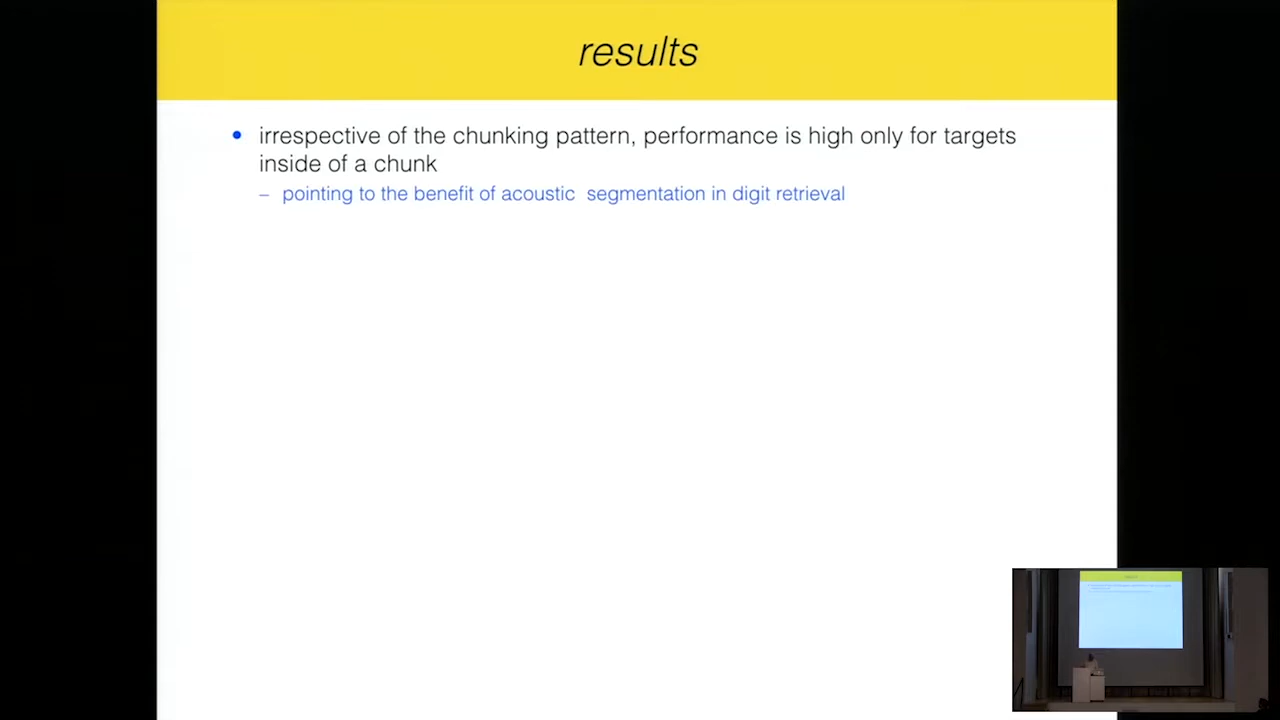 results
• irrespective of the chunking pattern, performance is high only for targets
inside of a chunk
– pointing to the benefit of acoustic segmentation in digit retrieval